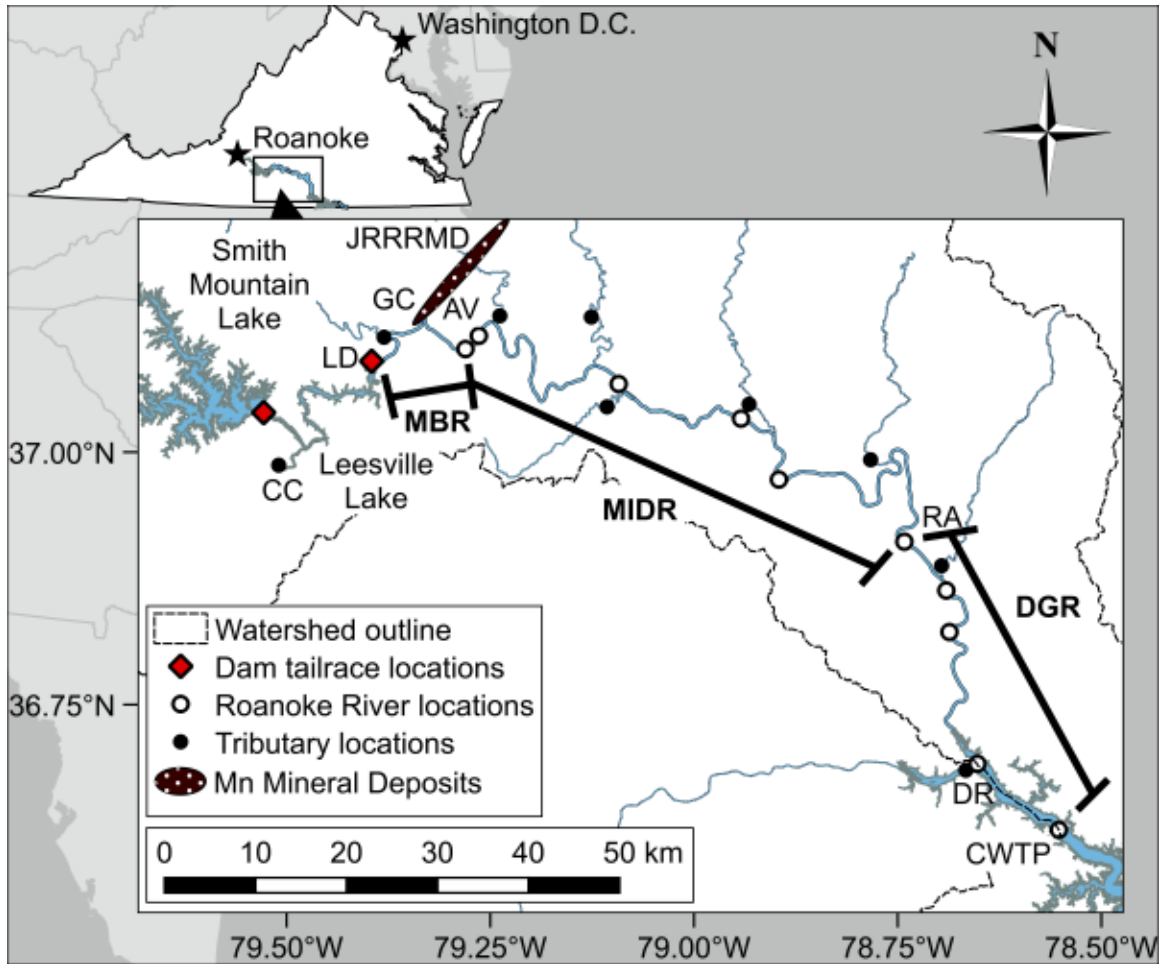 Washington D.C.
N
Roanoke
Smith
Mountain
Lake
JRRRMD
GC
AV
LD
MBR
CC
Leesville
Lake
MIDR
RA
DGR
DR
CWTP
37.00°N
36.75°N
Watershed outline
Dam tailrace locations
Roanoke River locations
Tributary locations
Mn Mineral Deposits
0 10 20 30 40 50 km
79.50°W 79.25°W 79.00°W 78.75°W 78.50°W